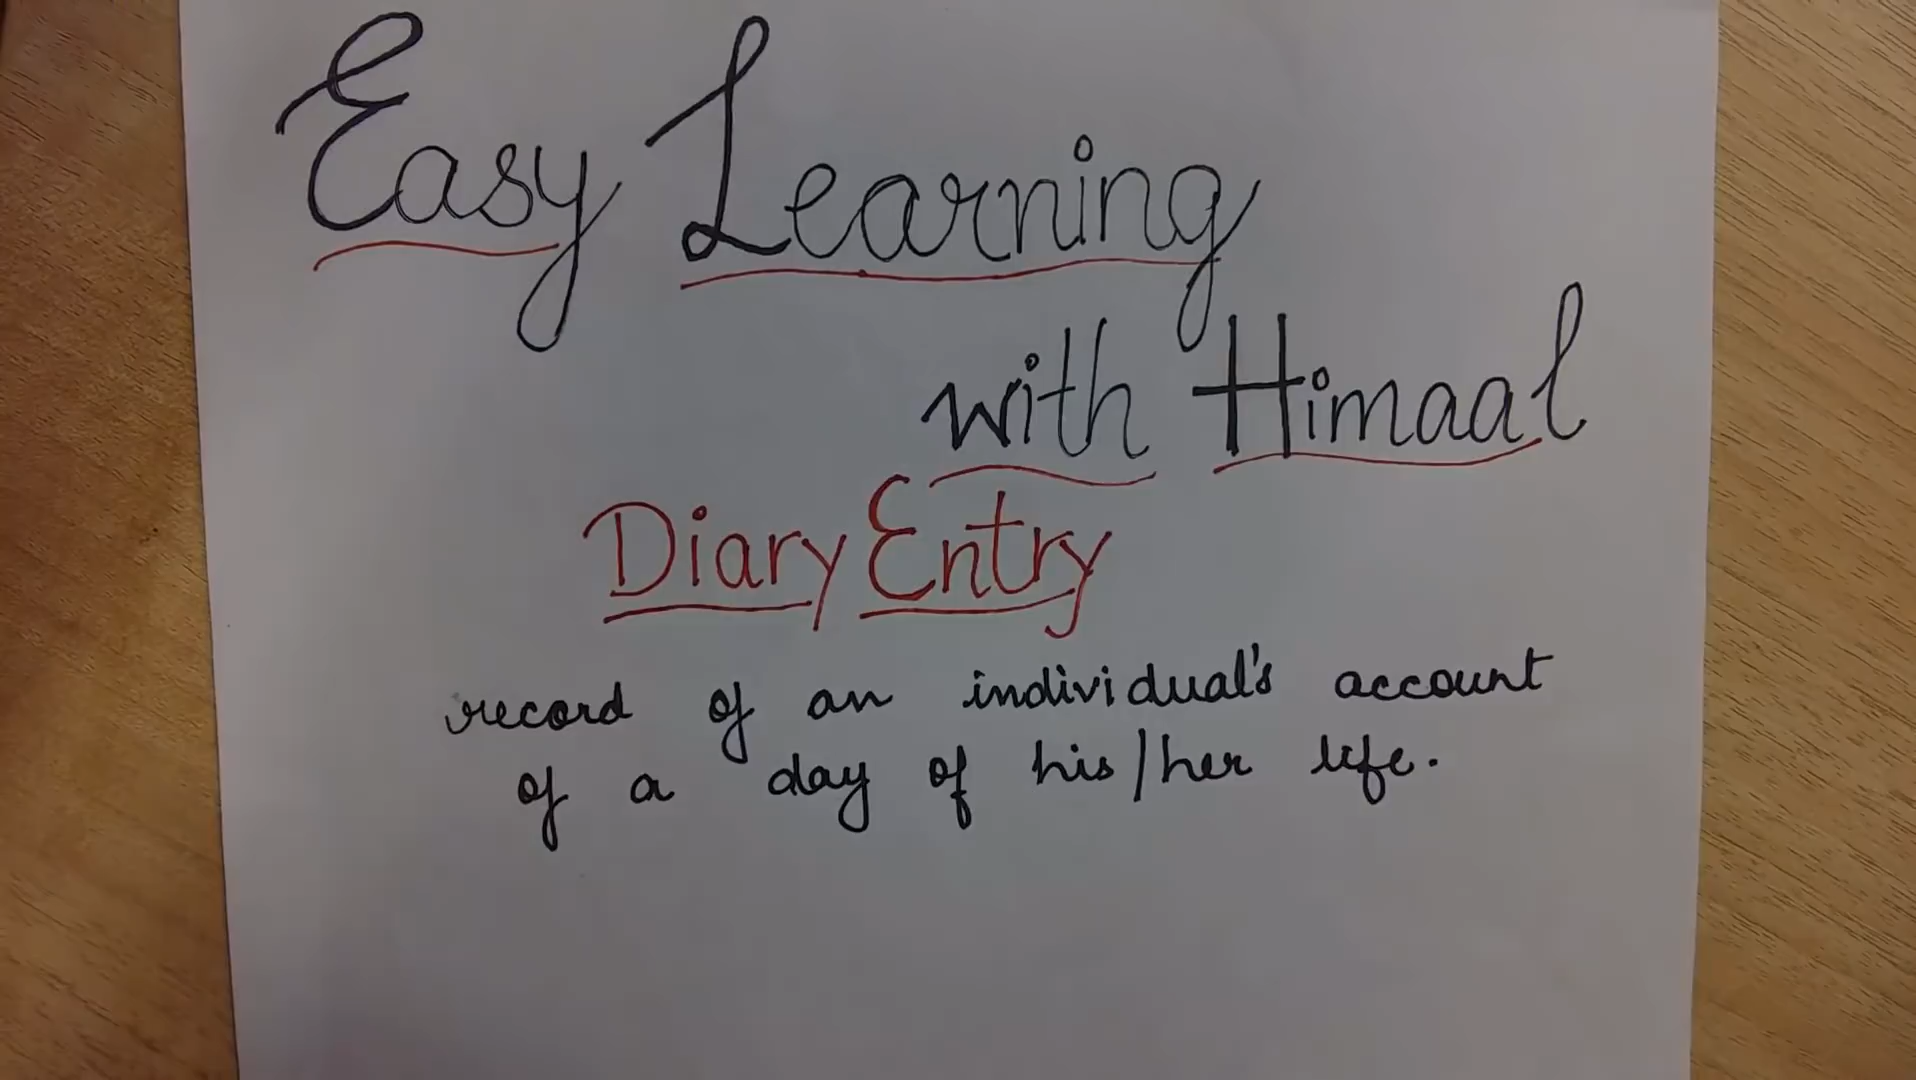 Easy Learning
with Himaal
Diary Entry
record of an individual's account
of a day of his/her life.